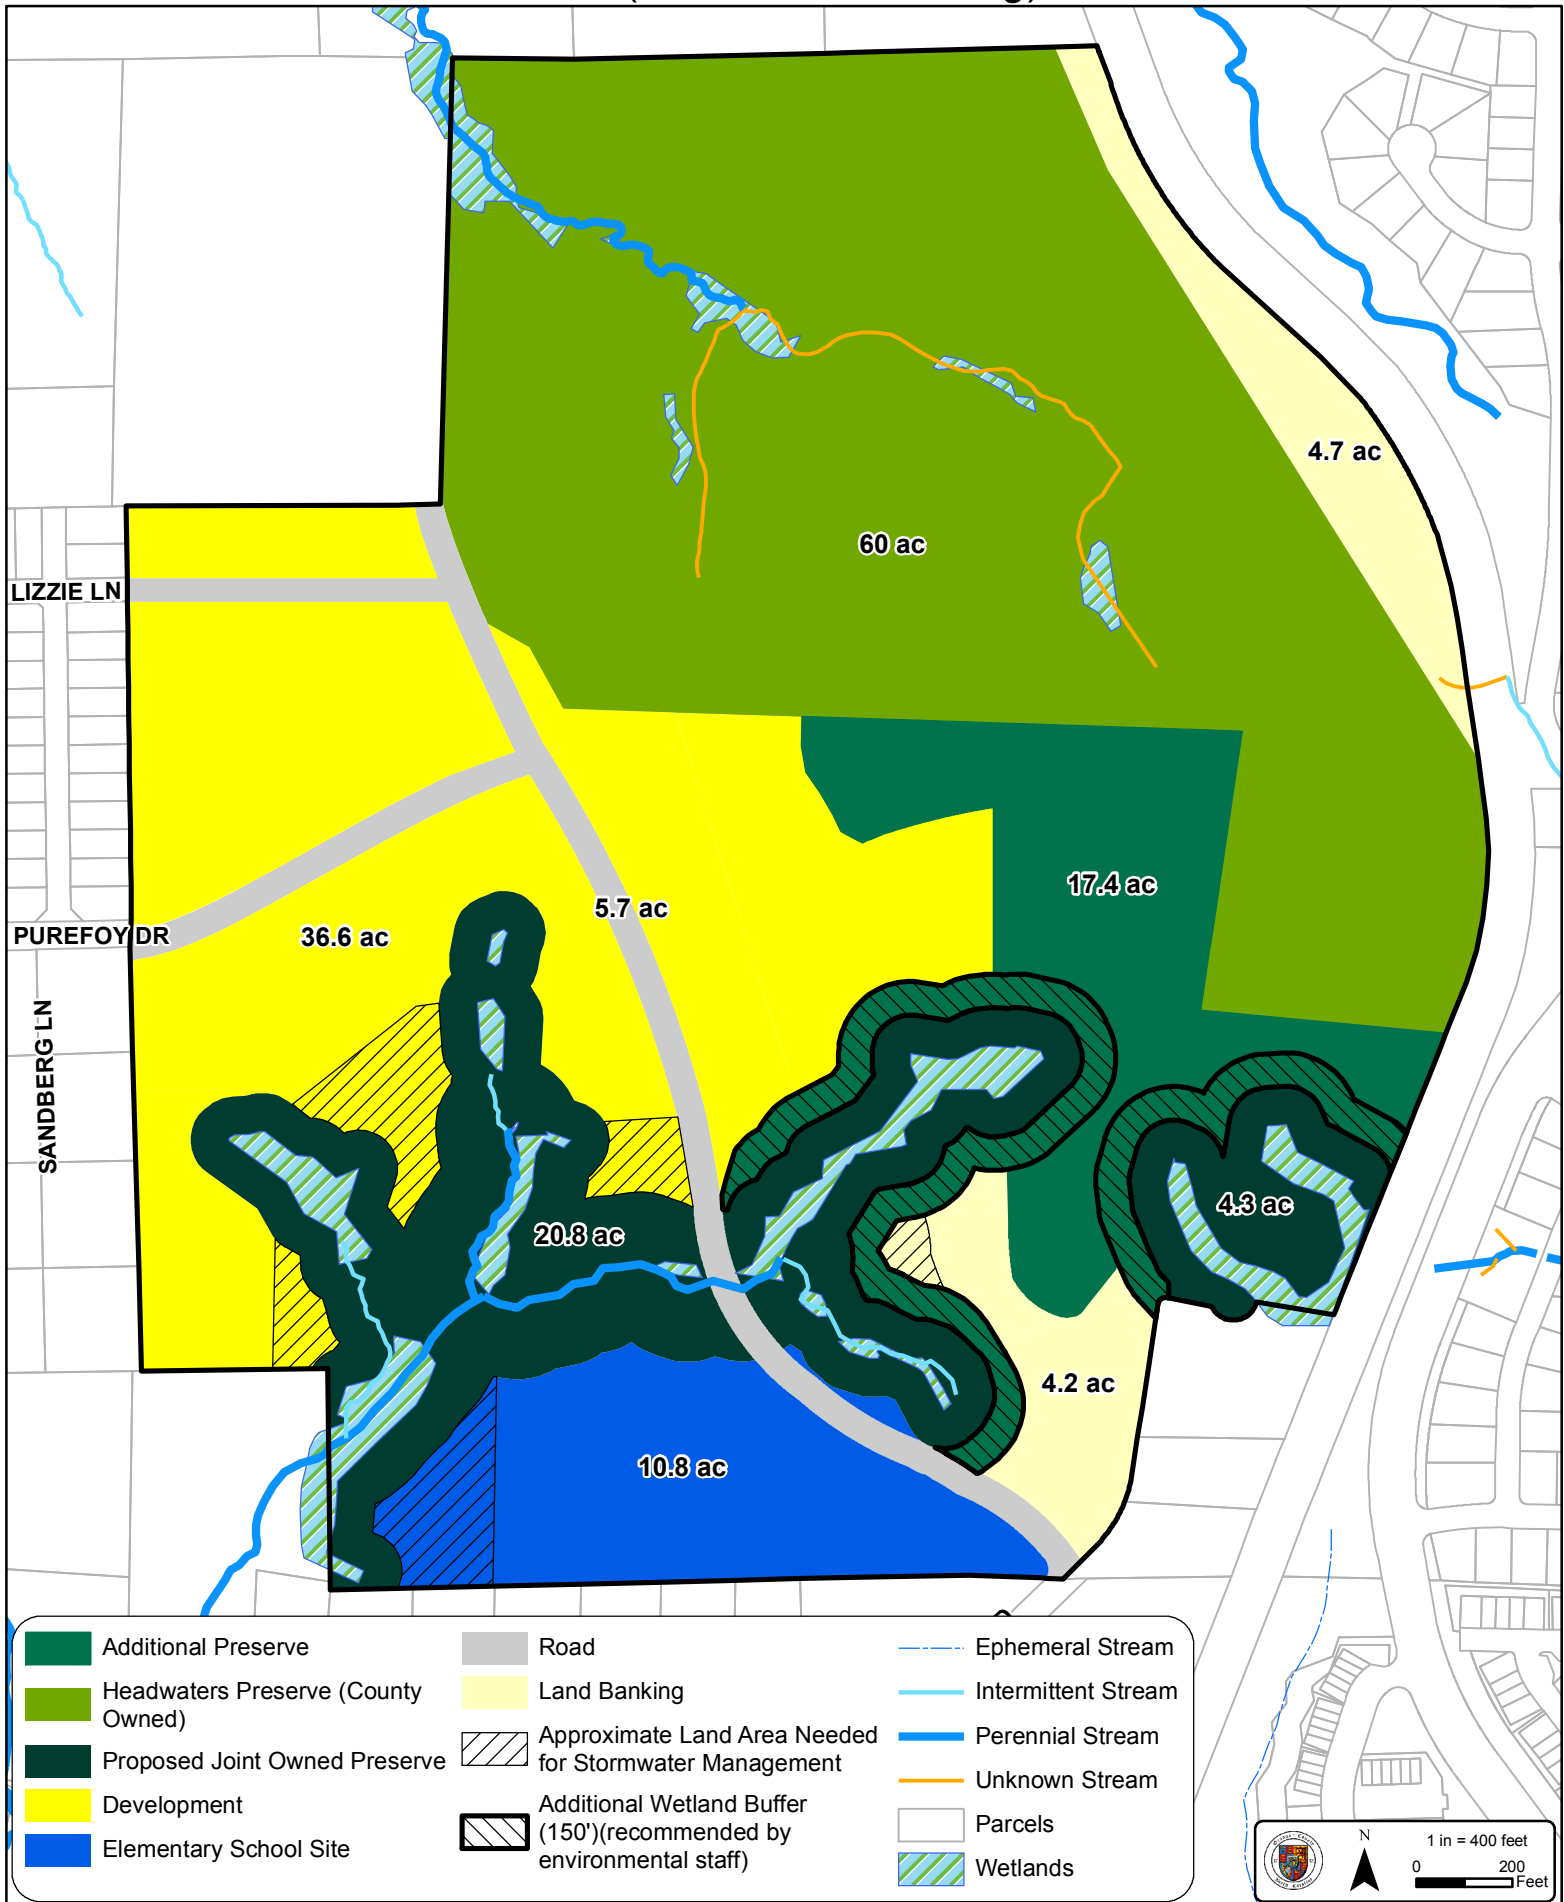 4.7 ac
60 ac
LIZZIE LN
17.4 ac
5.7 ac
36.6 ac
PUREFOY DR
SANDBERG LN
4.3 ac
20.8 ac
4.2 ac
10.8 ac
Additional Preserve
Headwaters Preserve (County
Owned)
Proposed Joint Owned Preserve
Development
Elementary School Site
Road
Land Banking
Approximate Land Area Needed
for Stormwater Management
Additional Wetland Buffer
(150')(recommended by
environmental staff)
Ephemeral Stream
Intermittent Stream
Perennial Stream
Unknown Stream
Parcels
Wetlands
N
1 in = 400 feet
0 200
Feet